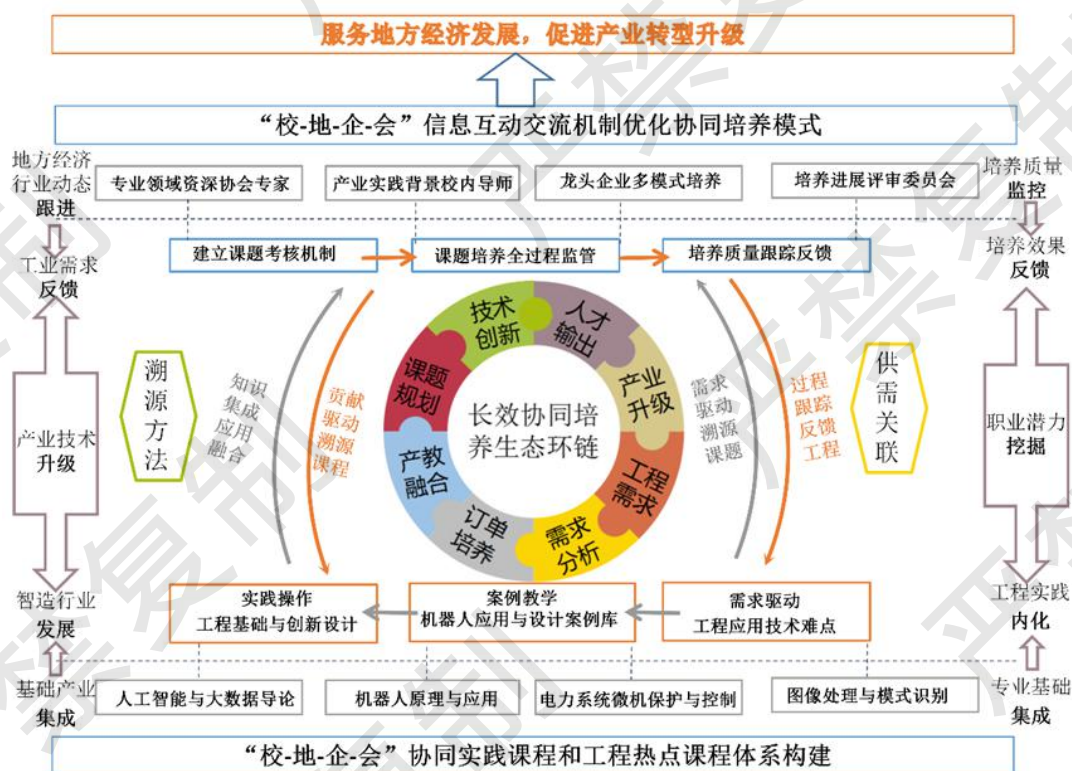 服务地方经济发展，促进产业转型升级
“校-地-企-会”信息互动交流机制优化协同培养模式
地方经济
行业动态
跟进
专业领域资深协会专家
产业实践背景校内导师
龙头企业多模式培养
培养进展评审委员会
培养质量
监控
工业需求
反馈
建立课题考核机制
课题培养全过程监管
培养质量跟踪反馈
培养效果
反馈
产业技术
升级
溯
源
方
法
知识
集成
应用
融合
贡献
驱动
溯源
课程
技术
创新
人才
输出
产业
升级
工程
需求
需求
分析
订单
培养
产教
融合
课题
规划
长效协同培
养生态环链
需求
驱动
溯源
课题
过程
跟踪
反馈
工程
供
需
关
联
职业潜力
挖掘
智造行业
发展
实践操作
工程基础与创新设计
案例教学
机器人应用与设计案例库
需求驱动
工程应用技术难点
工程实践
内化
基础产业
集成
人工智能与大数据导论
机器人原理与应用
电力系统微机保护与控制
图像处理与模式识别
专业基础
集成
“校-地-企-会”协同实践课程和工程热点课程体系构建
严禁复制